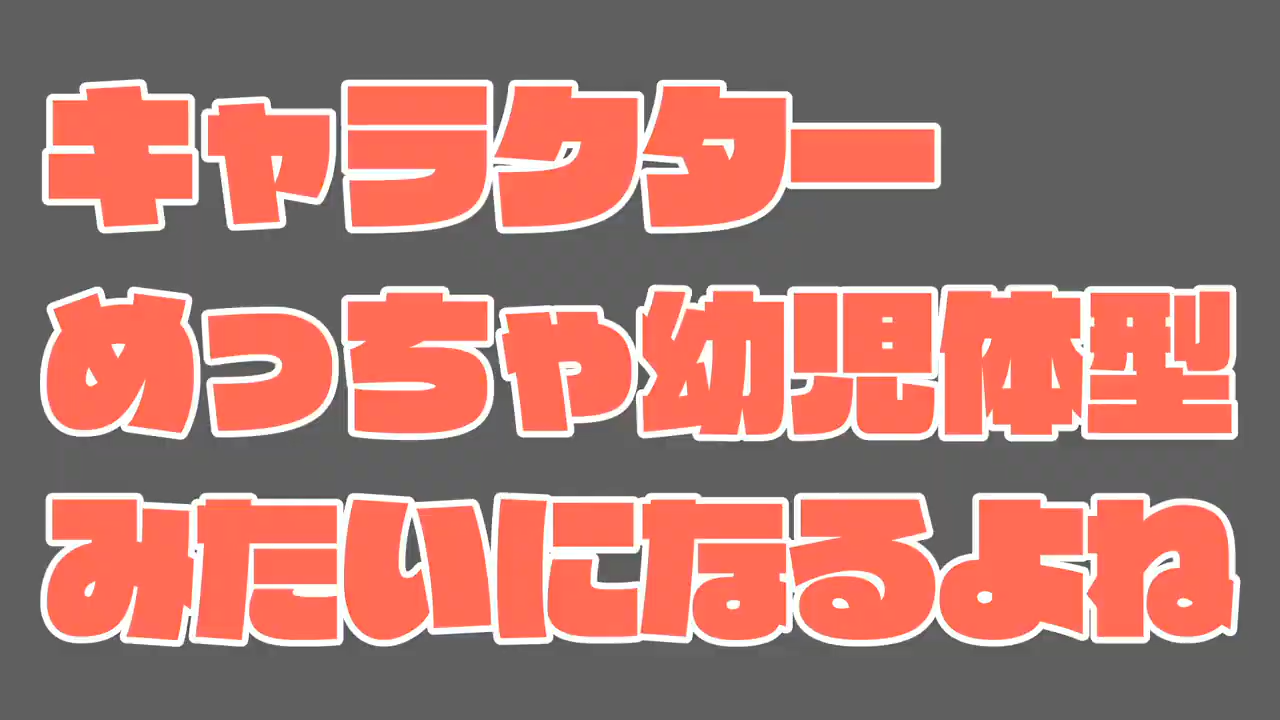 キャラクター
めっちゃ幼児体型
みたいになるよね